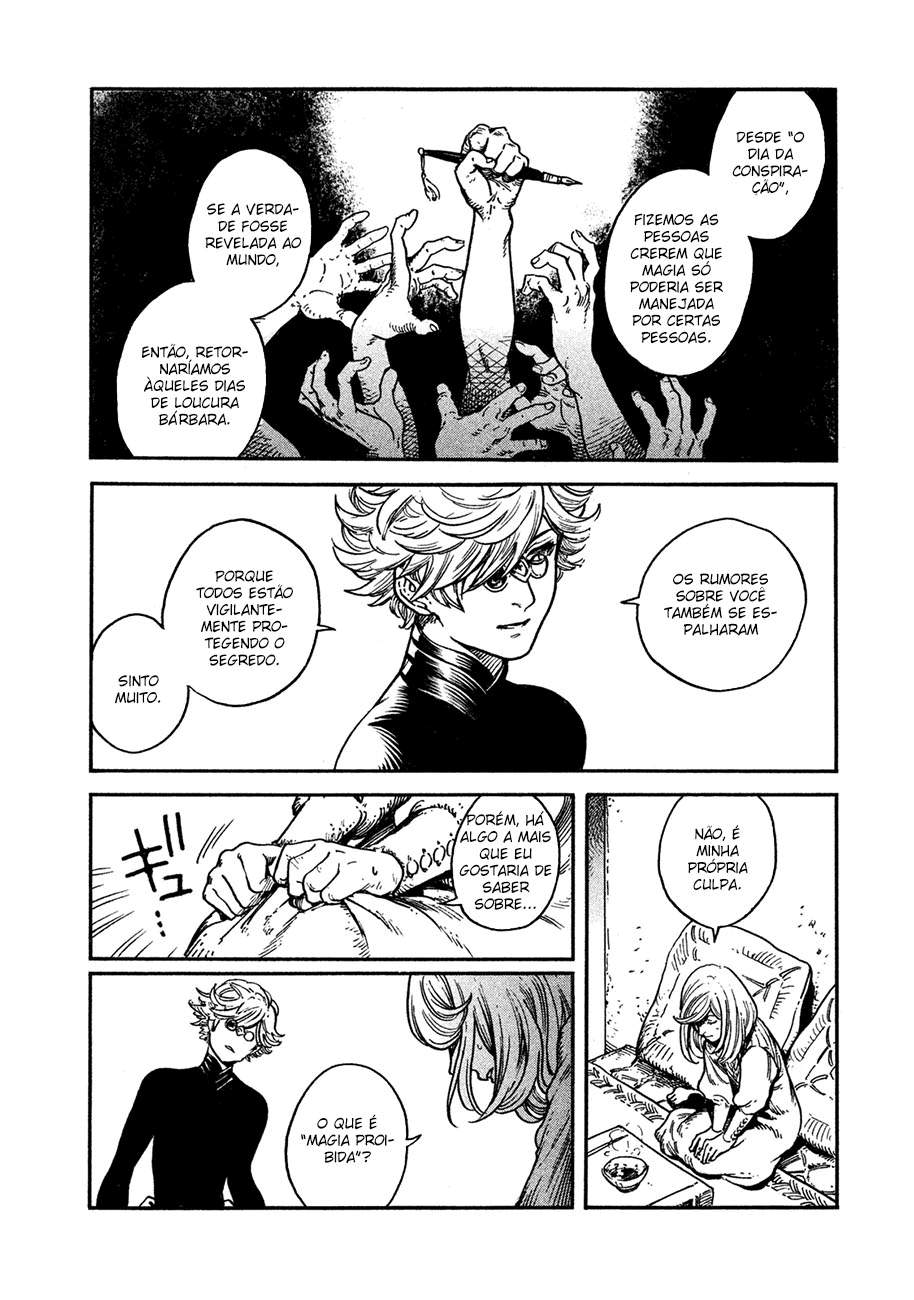 DESDE "O
DIA DA
CONSPIRA-
ÇÃO",
FIZEMOS AS
PESSOAS
CREREM QUE
MAGIA SÓ
PODERIA SER
MANEJADA
POR CERTAS
PESSOAS.
SE A VERDA-
DE FOSSE
REVELADA AO
MUNDO,
ENTÃO, RETOR-
NARÍAMOS
ÀQUELES DIAS
DE LOUCURA
BÁRBARA.
OS RUMORES
SOBRE VOCÊ
TAMBÉM SE ES-
PALHARAM
PORQUE
TODOS ESTÃO
VIGILANTE-
MENTE PRO-
TEGENDO O
SEGREDO.
SINTO
MUITO.
NÃO, É
MINHA
PRÓPRIA
CULPA.
PORÉM, HÁ
ALGO A MAIS
QUE EU
GOSTARIA DE
SABER
SOBRE...
ギュ…
O QUE É
"MAGIA PROI-
BIDA"?